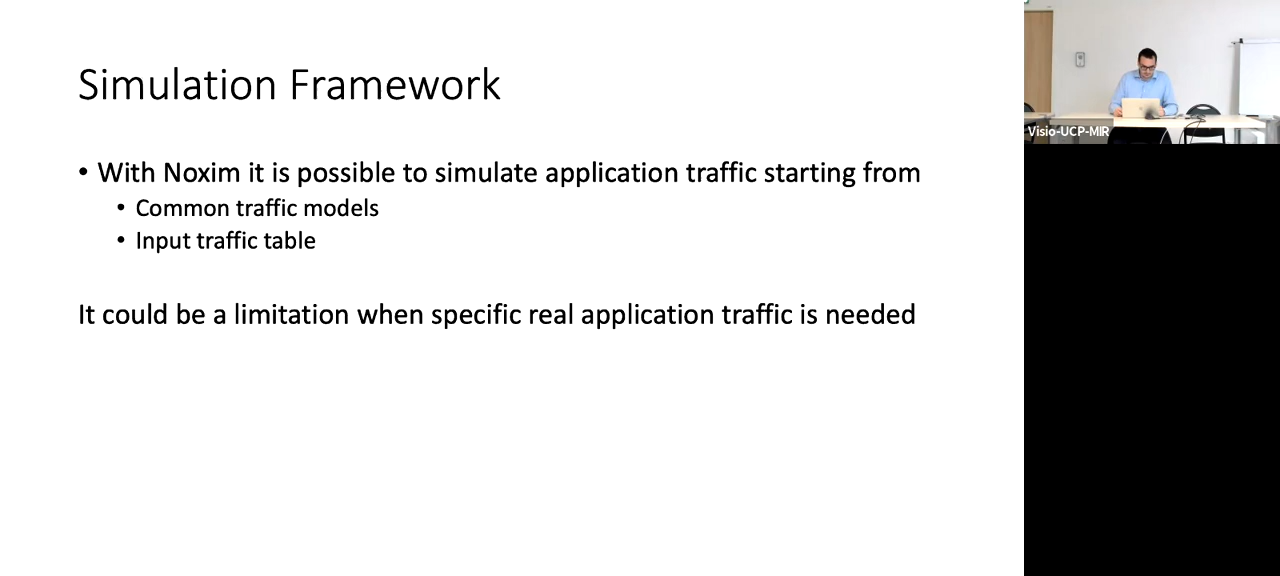 Simulation Framework
• With Noxim it is possible to simulate application traffic starting from
• Common traffic models
• Input traffic table
It could be a limitation when specific real application traffic is needed
Visio-UCP-MIR